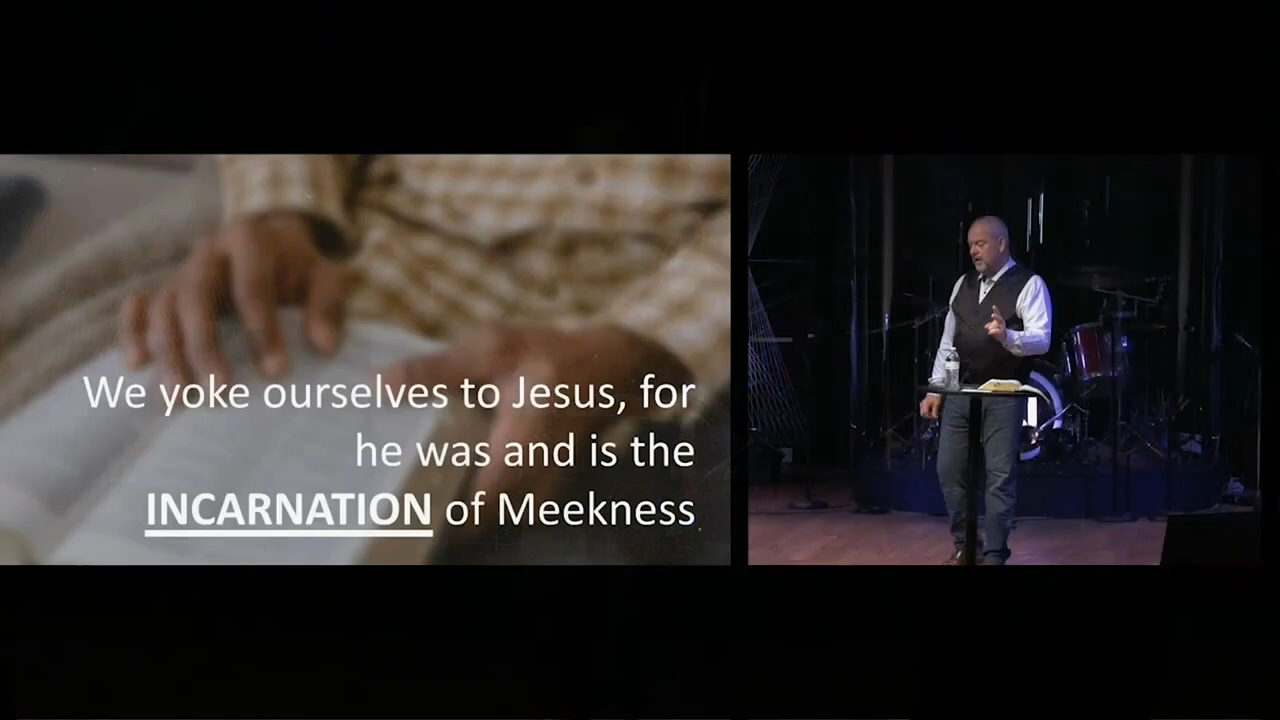 We yoke ourselves to Jesus, for
he was and is the
INCARNATION of Meekness